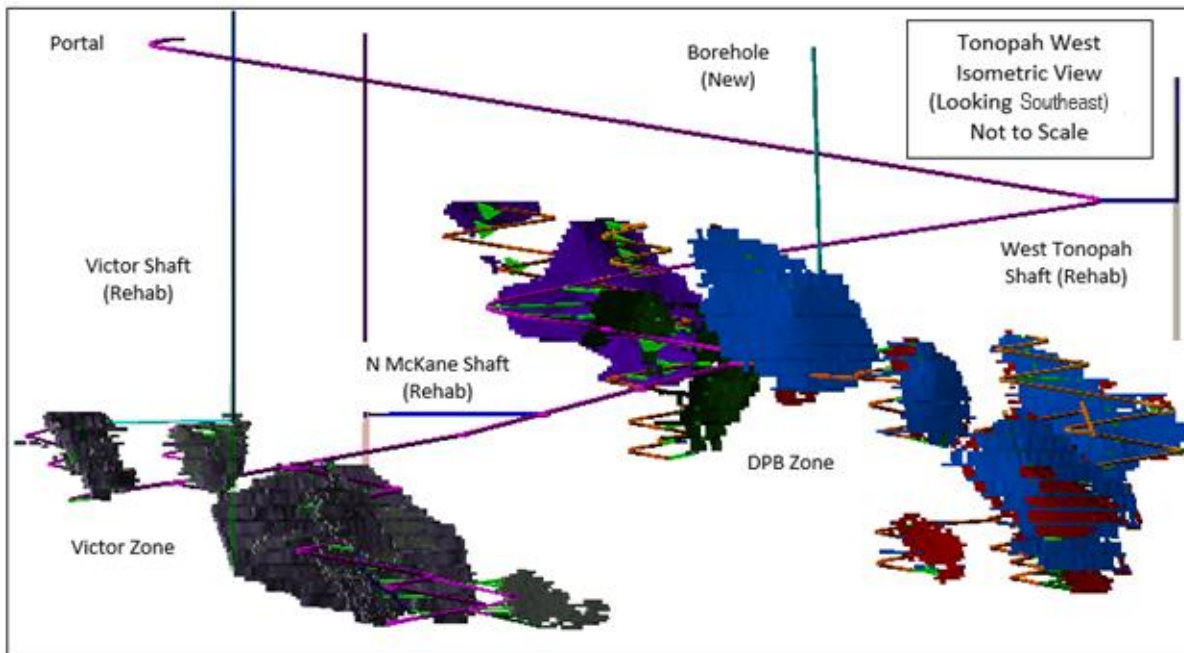 Portal
Borehole
(New)
Tonopah West
Isometric View
(Looking Southeast)
Not to Scale
Victor Shaft
(Rehab)
West Tonopah
Shaft (Rehab)
N McKane Shaft
(Rehab)
DPB Zone
Victor Zone